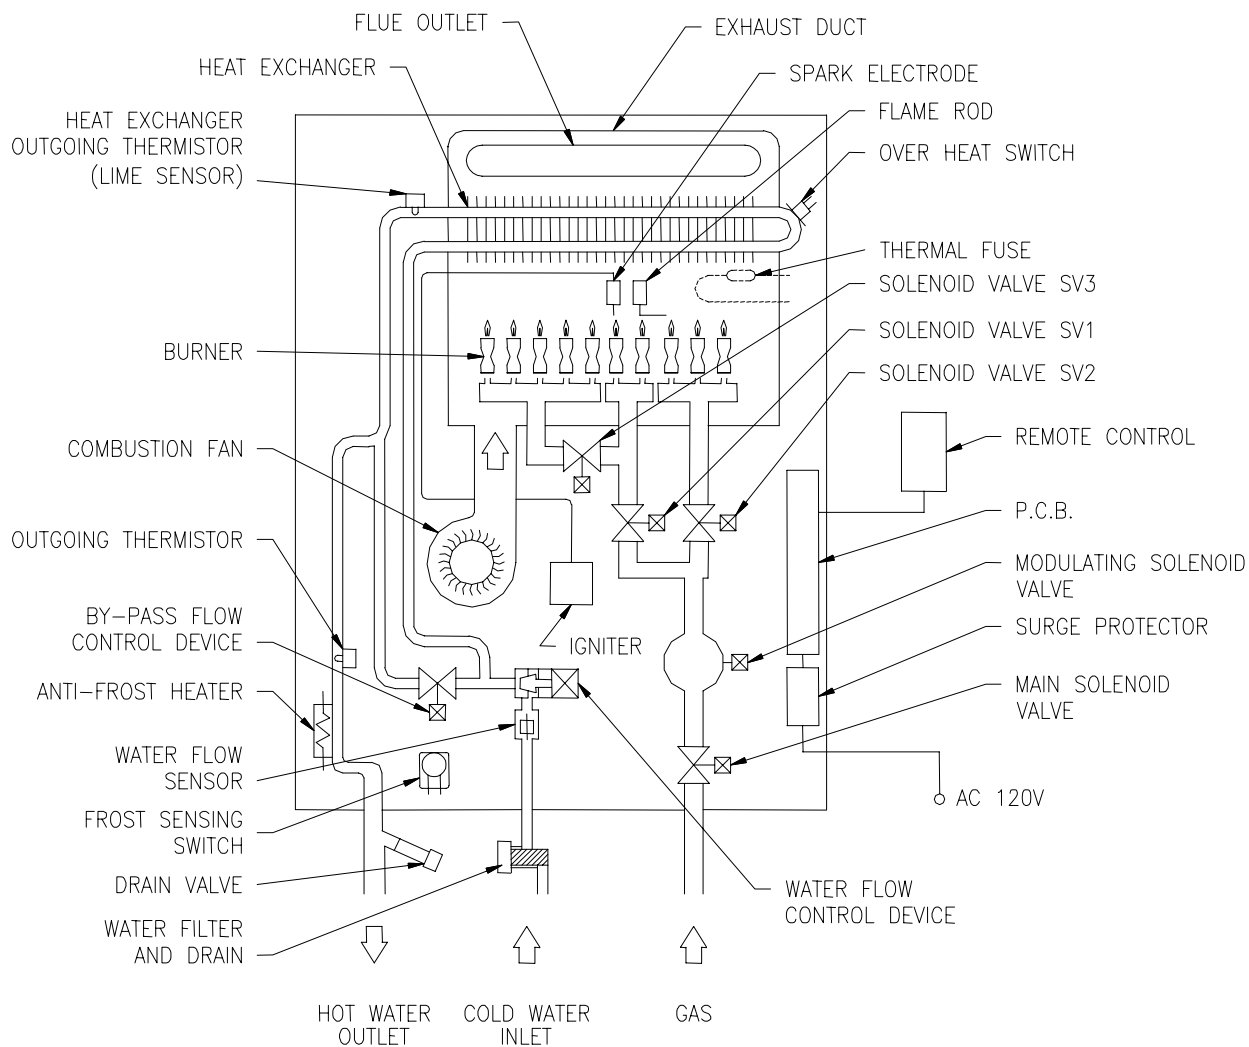 FLUE OUTLET
EXHAUST DUCT
HEAT EXCHANGER
SPARK ELECTRODE
FLAME ROD
HEAT EXCHANGER
OUTGOING THERMISTOR
(LIME SENSOR)
OVER HEAT SWITCH
THERMAL FUSE
SOLENOID VALVE SV3
SOLENOID VALVE SV1
BURNER
SOLENOID VALVE SV2
COMBUSTION FAN
REMOTE CONTROL
P.C.B.
OUTGOING THERMISTOR
MODULATING SOLENOID
VALVE
BY-PASS FLOW
CONTROL DEVICE
IGNITER
SURGE PROTECTOR
ANTI-FROST HEATER
MAIN SOLENOID
VALVE
WATER FLOW
SENSOR
AC 120V
FROST SENSING
SWITCH
DRAIN VALVE
WATER FLOW
CONTROL DEVICE
WATER FILTER
AND DRAIN
HOT WATER
OUTLET
COLD WATER
INLET
GAS